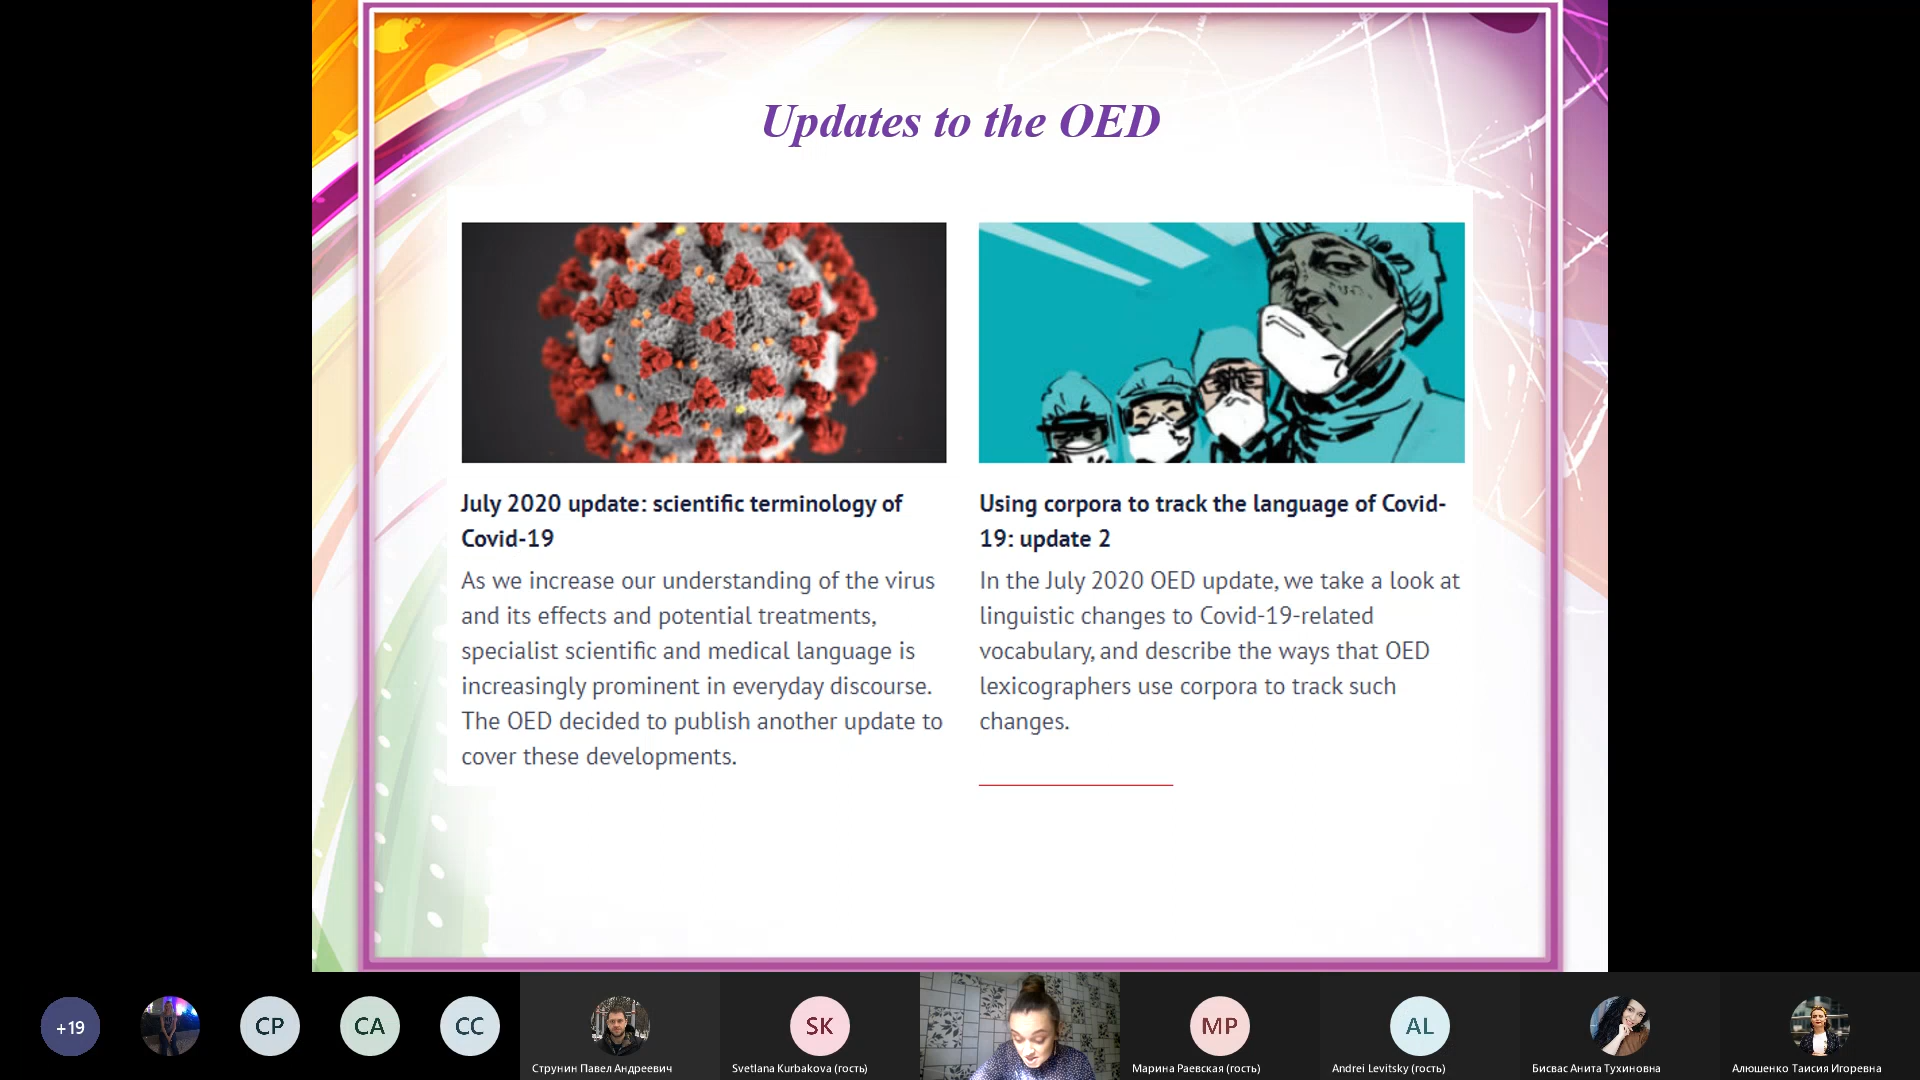 Updates to the OED
July 2020 update: scientific terminology of
Covid-19
As we increase our understanding of the virus
and its effects and potential treatments,
specialist scientific and medical language is
increasingly prominent in everyday discourse.
The OED decided to publish another update to
cover these developments.
Using corpora to track the language of Covid-
19: update 2
In the July 2020 OED update, we take a look at
linguistic changes to Covid-19-related
vocabulary, and describe the ways that OED
lexicographers use corpora to track such
changes.
+19
СР
СА
СС
Струнин Павел Андреевич
SK
Svetlana Kurbakova (гость)
МР
Марина Раевская (гость)
AL
Andrei Levitsky (гость)
Бисвас Анита Тухиновна
Алюшенко Таисия Игоревна